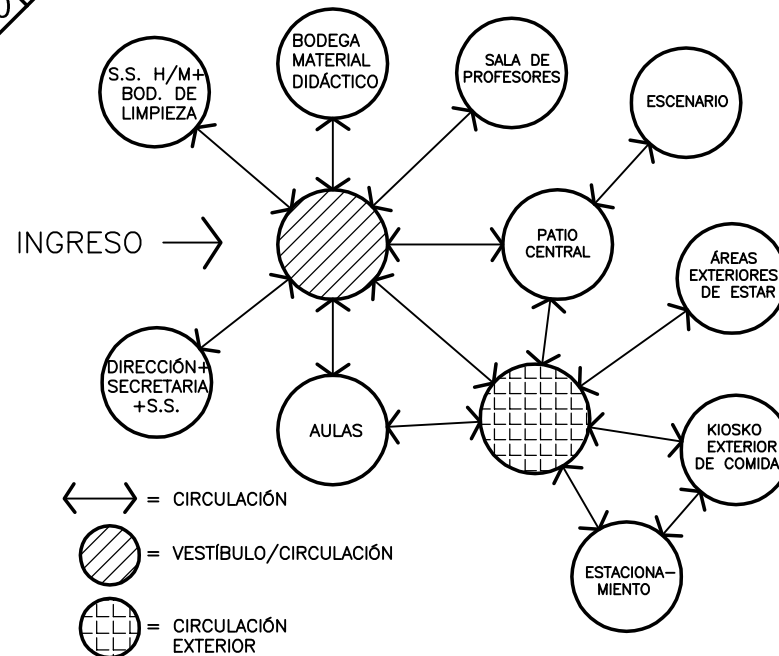 S.S. H/M+
BOD. DE
LIMPIEZA
BODEGA
MATERIAL
DIDÁCTICO
SALA DE
PROFESORES
ESCENARIO
INGRESO
PATIO
CENTRAL
ÁREAS
EXTERIORES
DE ESTAR
DIRECCIÓN+
SECRETARIA
+S.S.
AULAS
KIOSKO
EXTERIOR
DE COMIDA
ESTACIONA-
MIENTO
= CIRCULACIÓN
= VESTÍBULO/CIRCULACIÓN
= CIRCULACIÓN
EXTERIOR